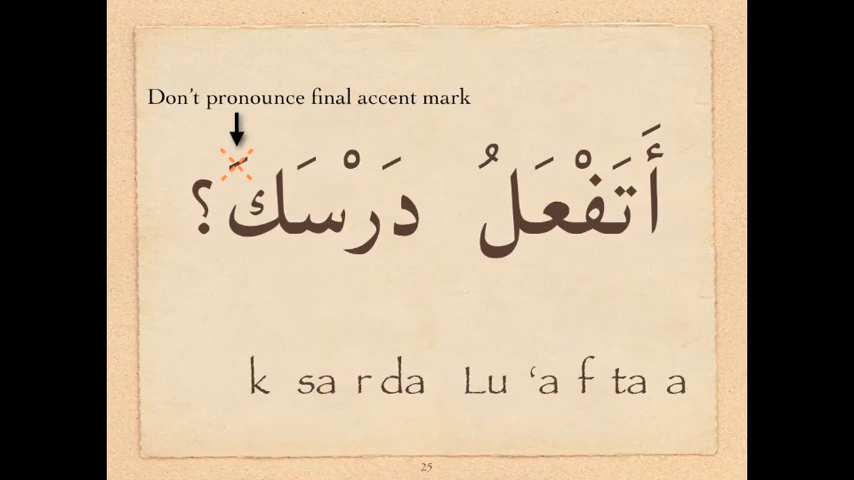 Don't pronounce final accent mark
أَتَفْعَلُ دَرْسَكَ؟
k sa r da Lu ‘a f ta a
25